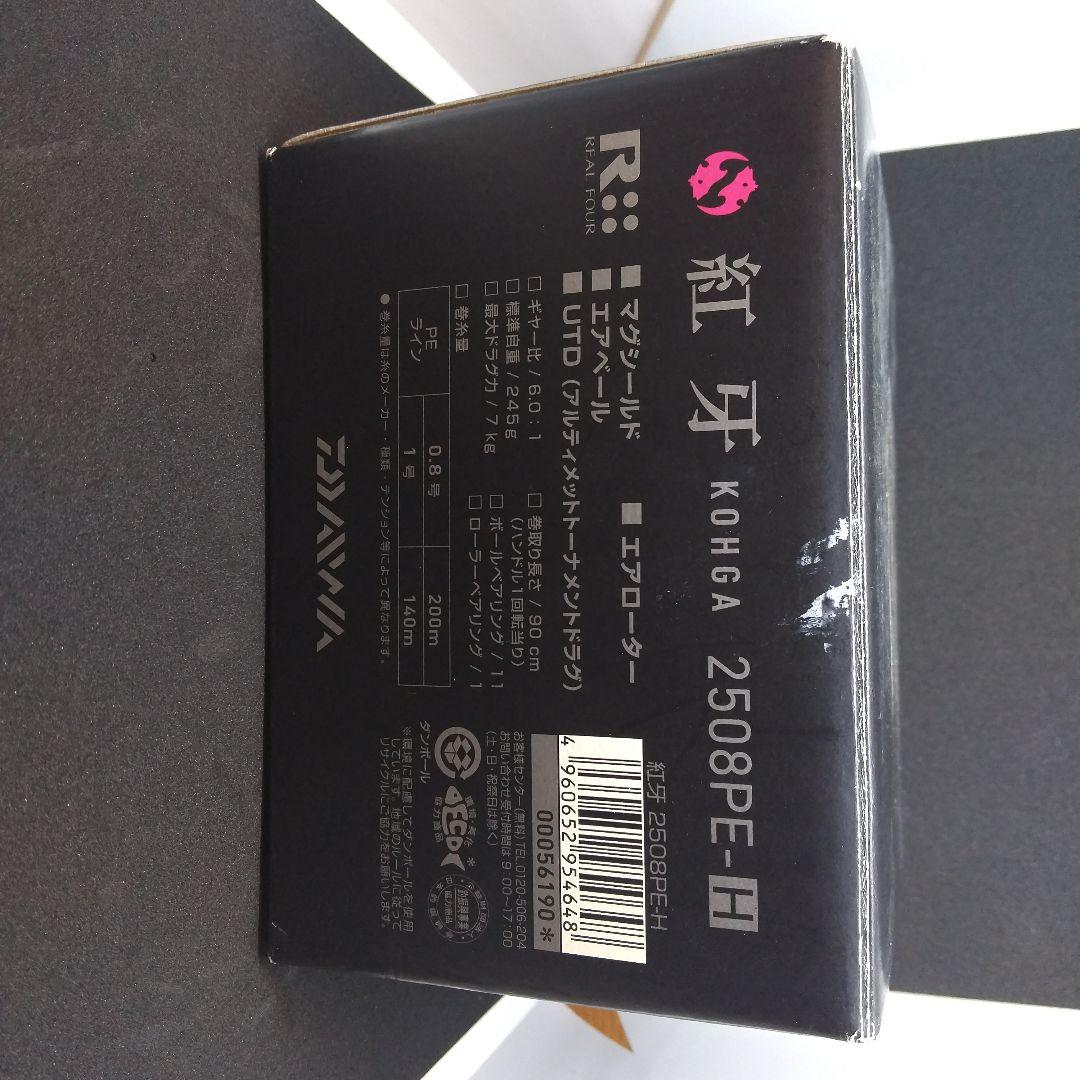 紅牙 KOHGA 2508PE-H
R
REAL FOUR
マグシールド
エアローター
エアベール
UTD (アルティメットトーナメントドラグ)
ギヤー比 / 6.0 : 1
標準自重 / 245g
最大ドラグ力 / 7 kg
巻糸量
巻取り長さ / 90 cm
(ハンドル1回転当り)
ボールベアリング / 11
ローラーベアリング / 1
PE
ライン
0.8 号 200m
1 号 140m
● 巻糸量は糸のメーカー・種類・テンション等によって異なります。
DAIWA
紅牙 2508PE-H
4 960652 954648
00056190 *
お客様センター(無料)TEL.0120-506-204
お問い合わせ受付時間は 9:00〜17:00
(土・日・祝祭日は除く)
ダンボール
※環境に配慮してダンボールを使用
しています。地域のルールに従って
リサイクルにご協力をお願いします。